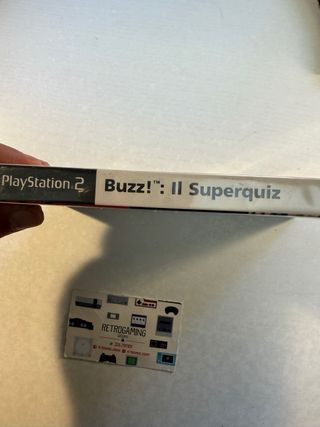 PlayStation 2
Buzz!™: Il Superquiz
RETROGAMING